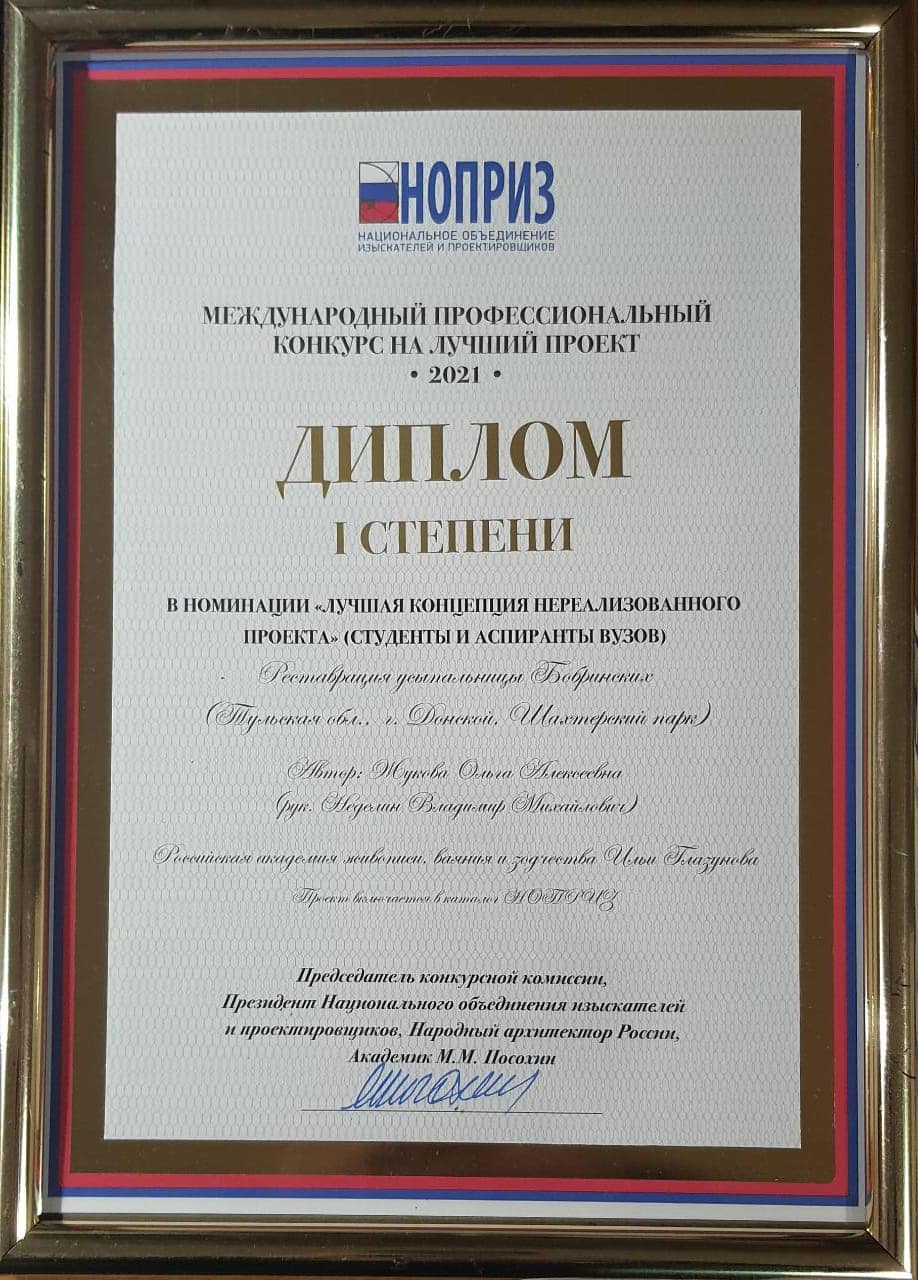 НОПРИЗ
НАЦИОНАЛЬНОЕ ОБЪЕДИНЕНИЕ
ИЗЫСКАТЕЛЕЙ И ПРОЕКТИРОВЩИКОВ
МЕЖДУНАРОДНЫЙ ПРОФЕССИОНАЛЬНЫЙ
КОНКУРС НА ЛУЧШИЙ ПРОЕКТ
• 2021 •
ДИПЛОМ
I СТЕПЕНИ
В НОМИНАЦИИ «ЛУЧШАЯ КОНЦЕПЦИЯ НЕРЕАЛИЗОВАННОГО
ПРОЕКТА» (СТУДЕНТЫ И АСПИРАНТЫ ВУЗОВ)
Реставрация усыпальницы Бобринских
(Тульская обл., г. Донской, Шахтерский парк)
Автор: Жукова Ольга Алексеевна
(рук. Неделин Владимир Михайлович)
Российская академия живописи, ваяния и зодчества Ильи Глазунова
Проект включается в каталог НОПРИЗ
Председатель конкурсной комиссии,
Президент Национального объединения изыскателей
и проектировщиков, Народный архитектор России,
Академик М.М. Посохин